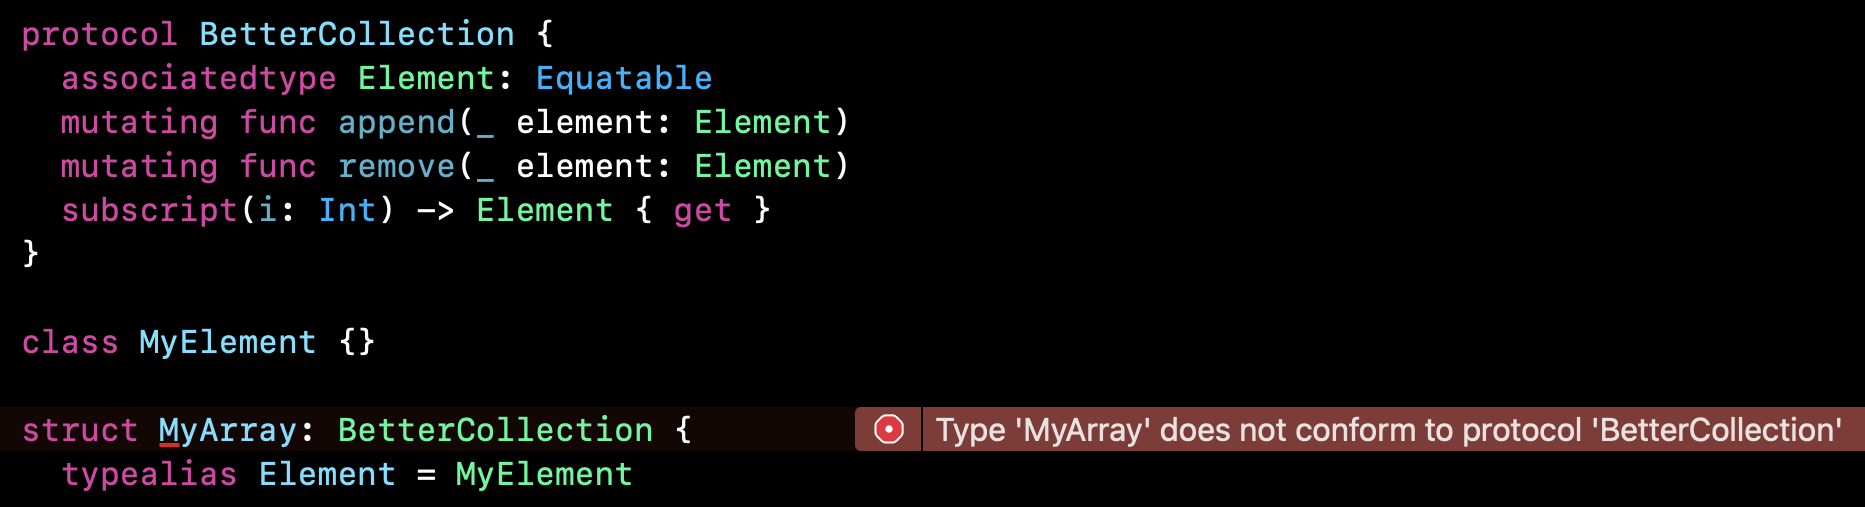 protocol BetterCollection {
  associatedtype Element: Equatable
  mutating func append(_ element: Element)
  mutating func remove(_ element: Element)
  subscript(i: Int) -> Element { get }
}
class MyElement {}
struct MyArray: BetterCollection { Type 'MyArray' does not conform to protocol 'BetterCollection'
  typealias Element = MyElement